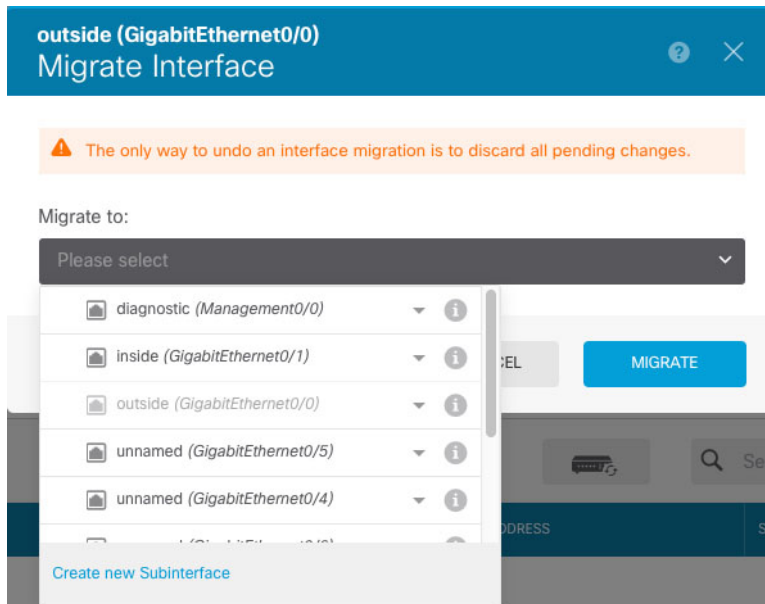 outside (GigabitEthernet0/0)
Migrate Interface
The only way to undo an interface migration is to discard all pending changes.
Migrate to:
Please select
diagnostic (Management0/0)
inside (GigabitEthernet0/1)
outside (GigabitEthernet0/0)
unnamed (GigabitEthernet0/5)
unnamed (GigabitEthernet0/4)
Create new Subinterface
MIGRATE